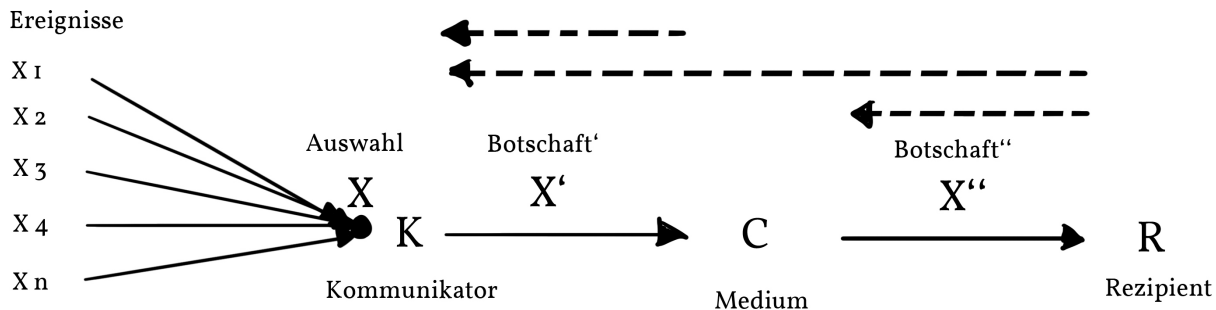 Ereignisse
X 1
X 2
X 3
X 4
X n
Auswahl
X
K
Kommunikator
Botschaft‘
X‘
C
Medium
Botschaft“
X“
R
Rezipient